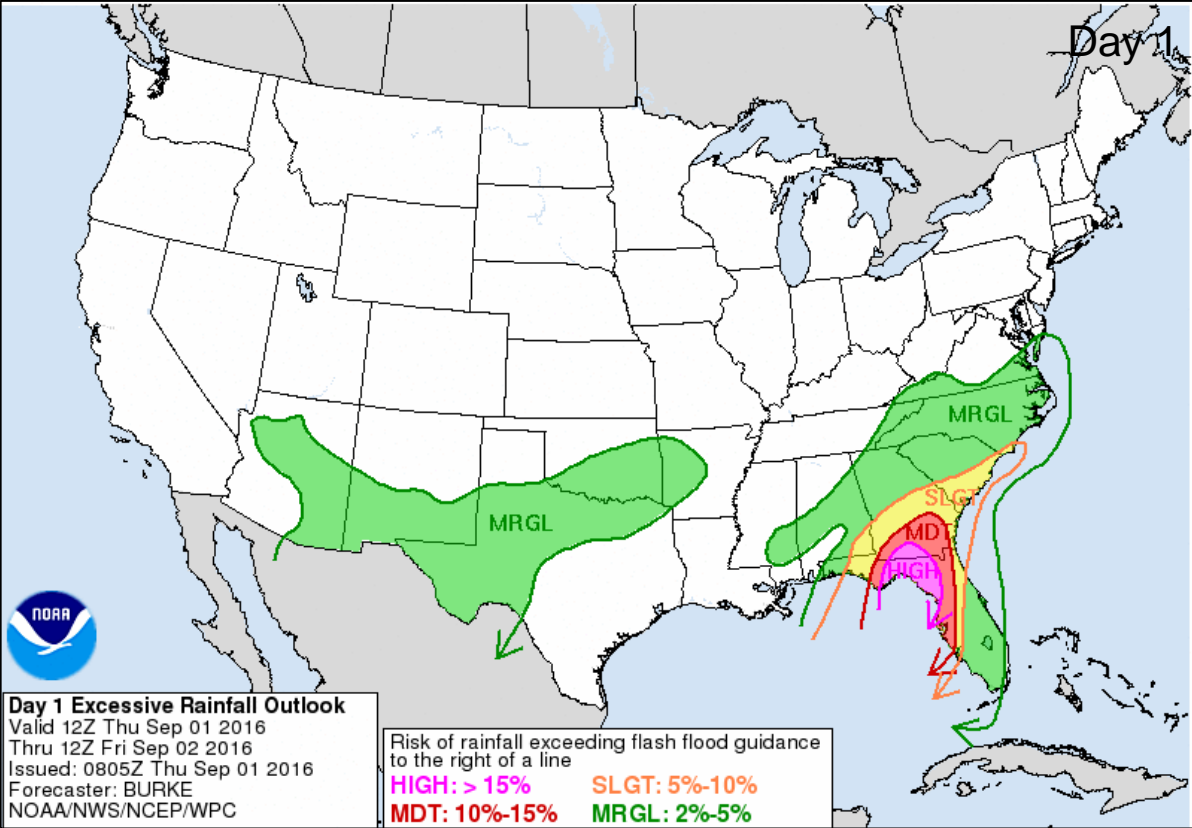 Day 1
MRGL
SLGT
MDT
MRGL
HIGH
NOAA
Day 1 Excessive Rainfall Outlook
Valid 12Z Thu Sep 01 2016
Thru 12Z Fri Sep 02 2016
Issued: 0805Z Thu Sep 01 2016
Forecaster: BURKE
NOAA/NWS/NCEP/WPC
Risk of rainfall exceeding flash flood guidance
to the right of a line
HIGH: > 15% SLGT: 5%-10%
MDT: 10%-15% MRGL: 2%-5%